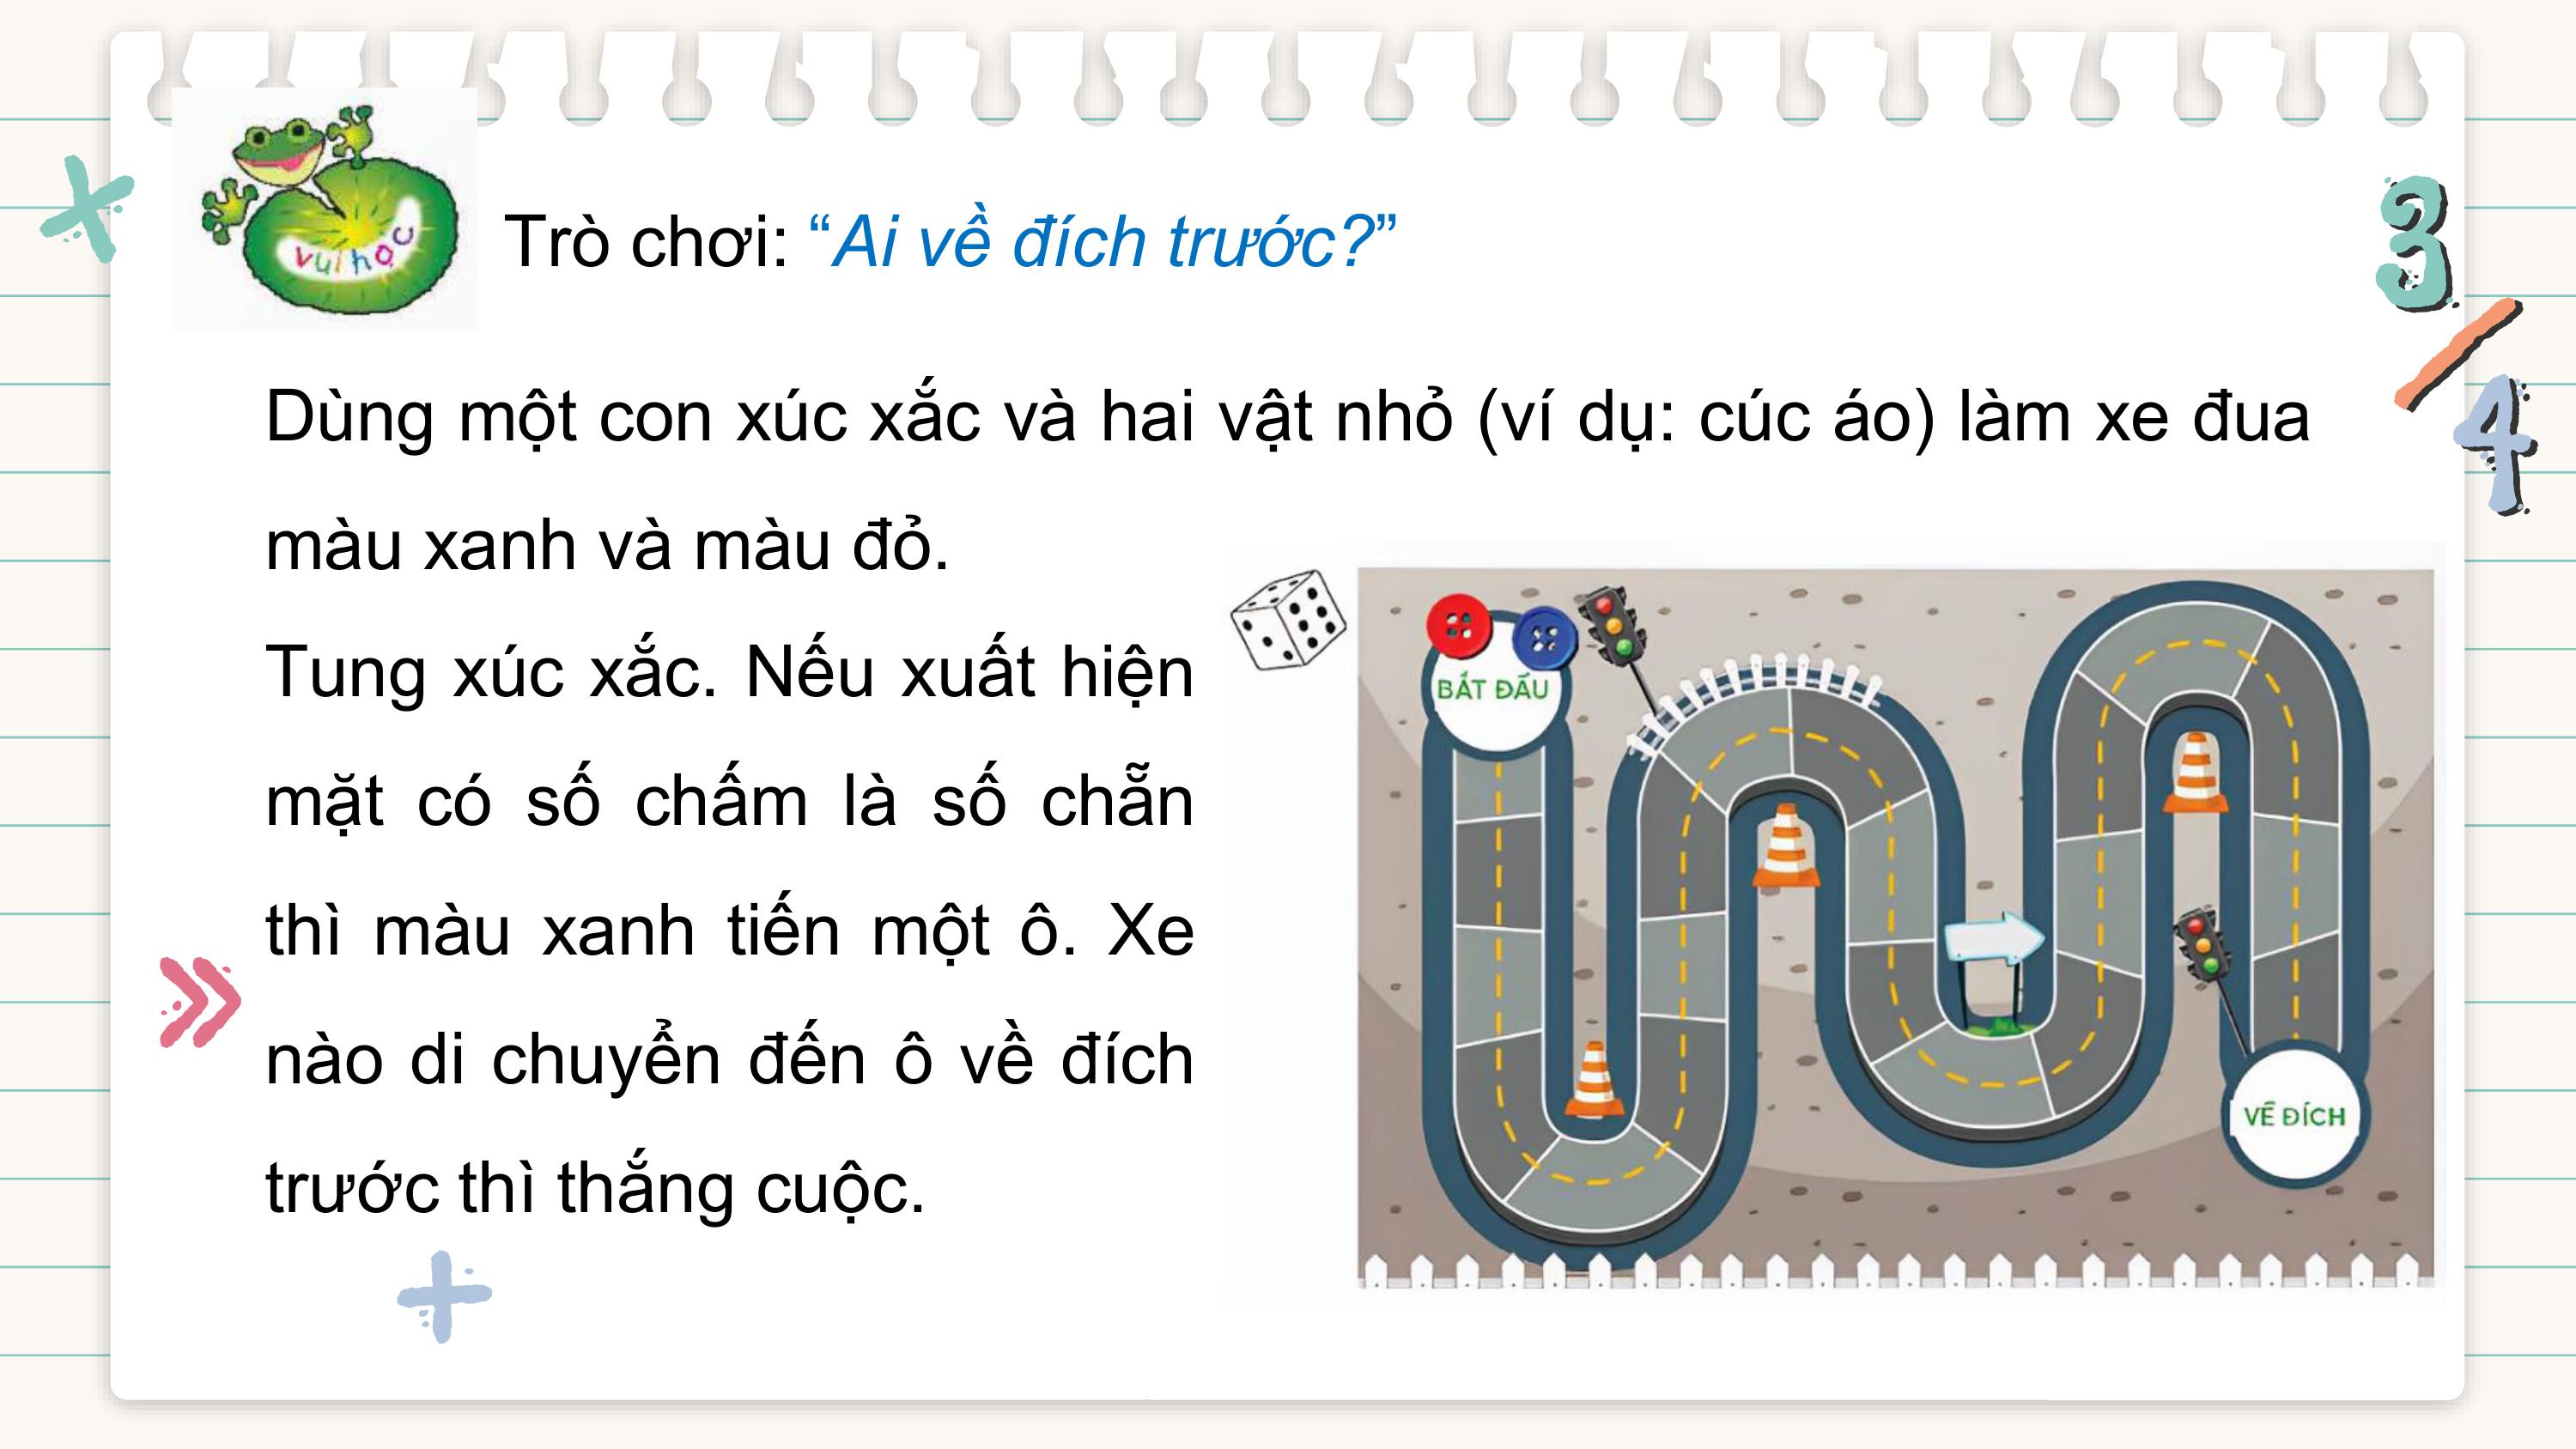 vui học
Trò chơi: “Ai về đích trước?”
3
/
4
Dùng một con xúc xắc và hai vật nhỏ (ví dụ: cúc áo) làm xe đua
màu xanh và màu đỏ.
Tung xúc xắc. Nếu xuất hiện
mặt có số chấm là số chẵn
thì màu xanh tiến một ô. Xe
nào di chuyển đến ô về đích
trước thì thắng cuộc.
BẮT ĐẦU
VỀ ĐÍCH